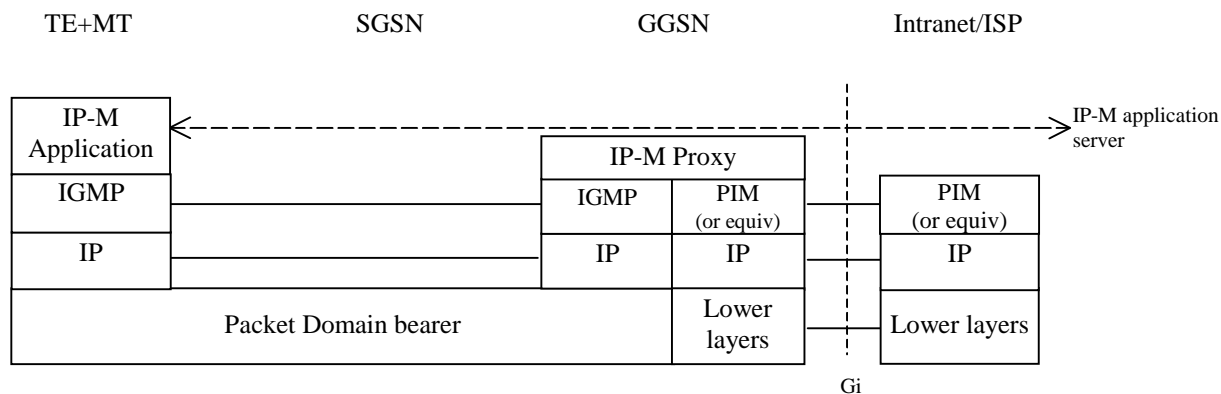 TE+MT SGSN GGSN Intranet/ISP
IP-M
Application
IP-M application
server
IP-M Proxy
IGMP IGMP PIM
(or equiv)
PIM
(or equiv)
IP IP IP IP
Packet Domain bearer
Lower
layers
Lower layers
Gi